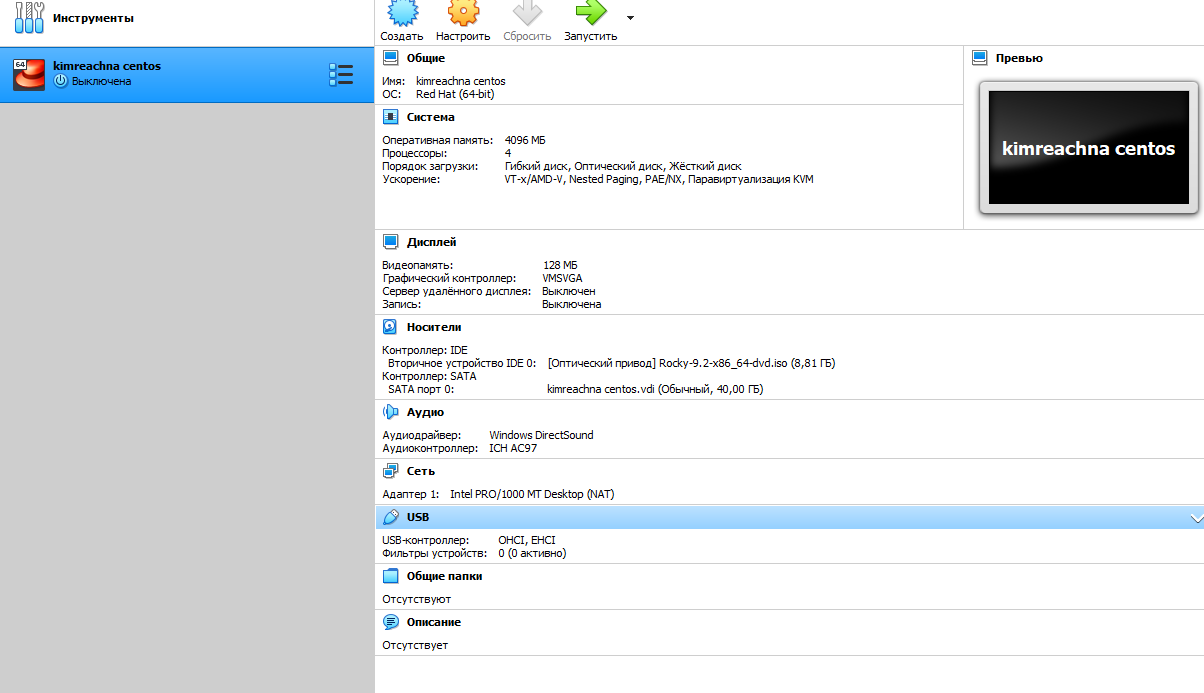 Инструменты
64
kimreachna centos
Выключена
Создать Настроить Сбросить Запустить
Общие
Имя: kimreachna centos
ОС: Red Hat (64-bit)
Превью
kimreachna centos
Система
Оперативная память: 4096 МБ
Процессоры: 4
Порядок загрузки: Гибкий диск, Оптический диск, Жёсткий диск
Ускорение: VT-x/AMD-V, Nested Paging, PAE/NX, Паравиртуализация KVM
Дисплей
Видеопамять: 128 МБ
Графический контроллер: VMSVGA
Сервер удалённого дисплея: Выключен
Запись: Выключена
Носители
Контроллер: IDE
Вторичное устройство IDE 0: [Оптический привод] Rocky-9.2-x86_64-dvd.iso (8,81 ГБ)
Контроллер: SATA
SATA порт 0: kimreachna centos.vdi (Обычный, 40,00 ГБ)
Аудио
Аудиодрайвер: Windows DirectSound
Аудиоконтроллер: ICH AC97
Сеть
Адаптер 1: Intel PRO/1000 MT Desktop (NAT)
USB
USB-контроллер: OHCI, EHCI
Фильтры устройств: 0 (0 активно)
Общие папки
Отсутствуют
Описание
Отсутствует